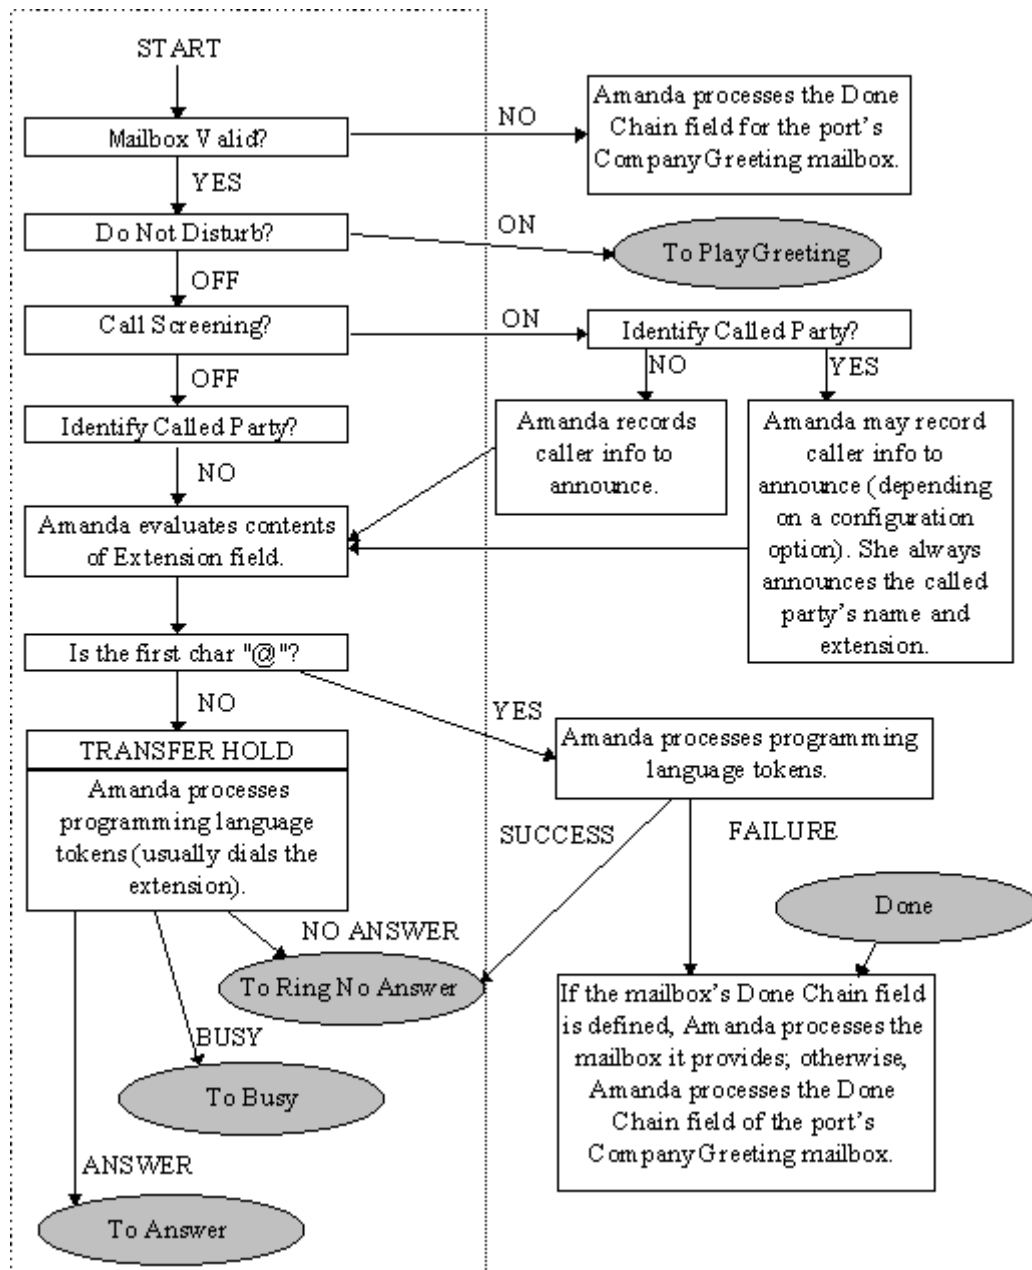 START
Mailbox Valid?
NO
Amanda processes the Done
Chain field for the port's
Company Greeting mailbox.
YES
Do Not Disturb?
ON
To Play Greeting
OFF
Call Screening?
ON
Identify Called Party?
OFF
NO
YES
Identify Called Party?
Amanda records
caller info to
announce.
Amanda may record
caller info to
announce (depending
on a configuration
option). She always
announces the called
party's name and
extension.
NO
Amanda evaluates contents
of Extension field.
Is the first char "@"?
NO
YES
TRANSFER HOLD
Amanda processes
programming language
tokens (usually dials the
extension).
Amanda processes programming
language tokens.
SUCCESS
FAILURE
Done
NO ANSWER
To Ring No Answer
If the mailbox's Done Chain field
is defined, Amanda processes the
mailbox it provides; otherwise,
Amanda processes the Done
Chain field of the port's
Company Greeting mailbox.
BUSY
To Busy
ANSWER
To Answer